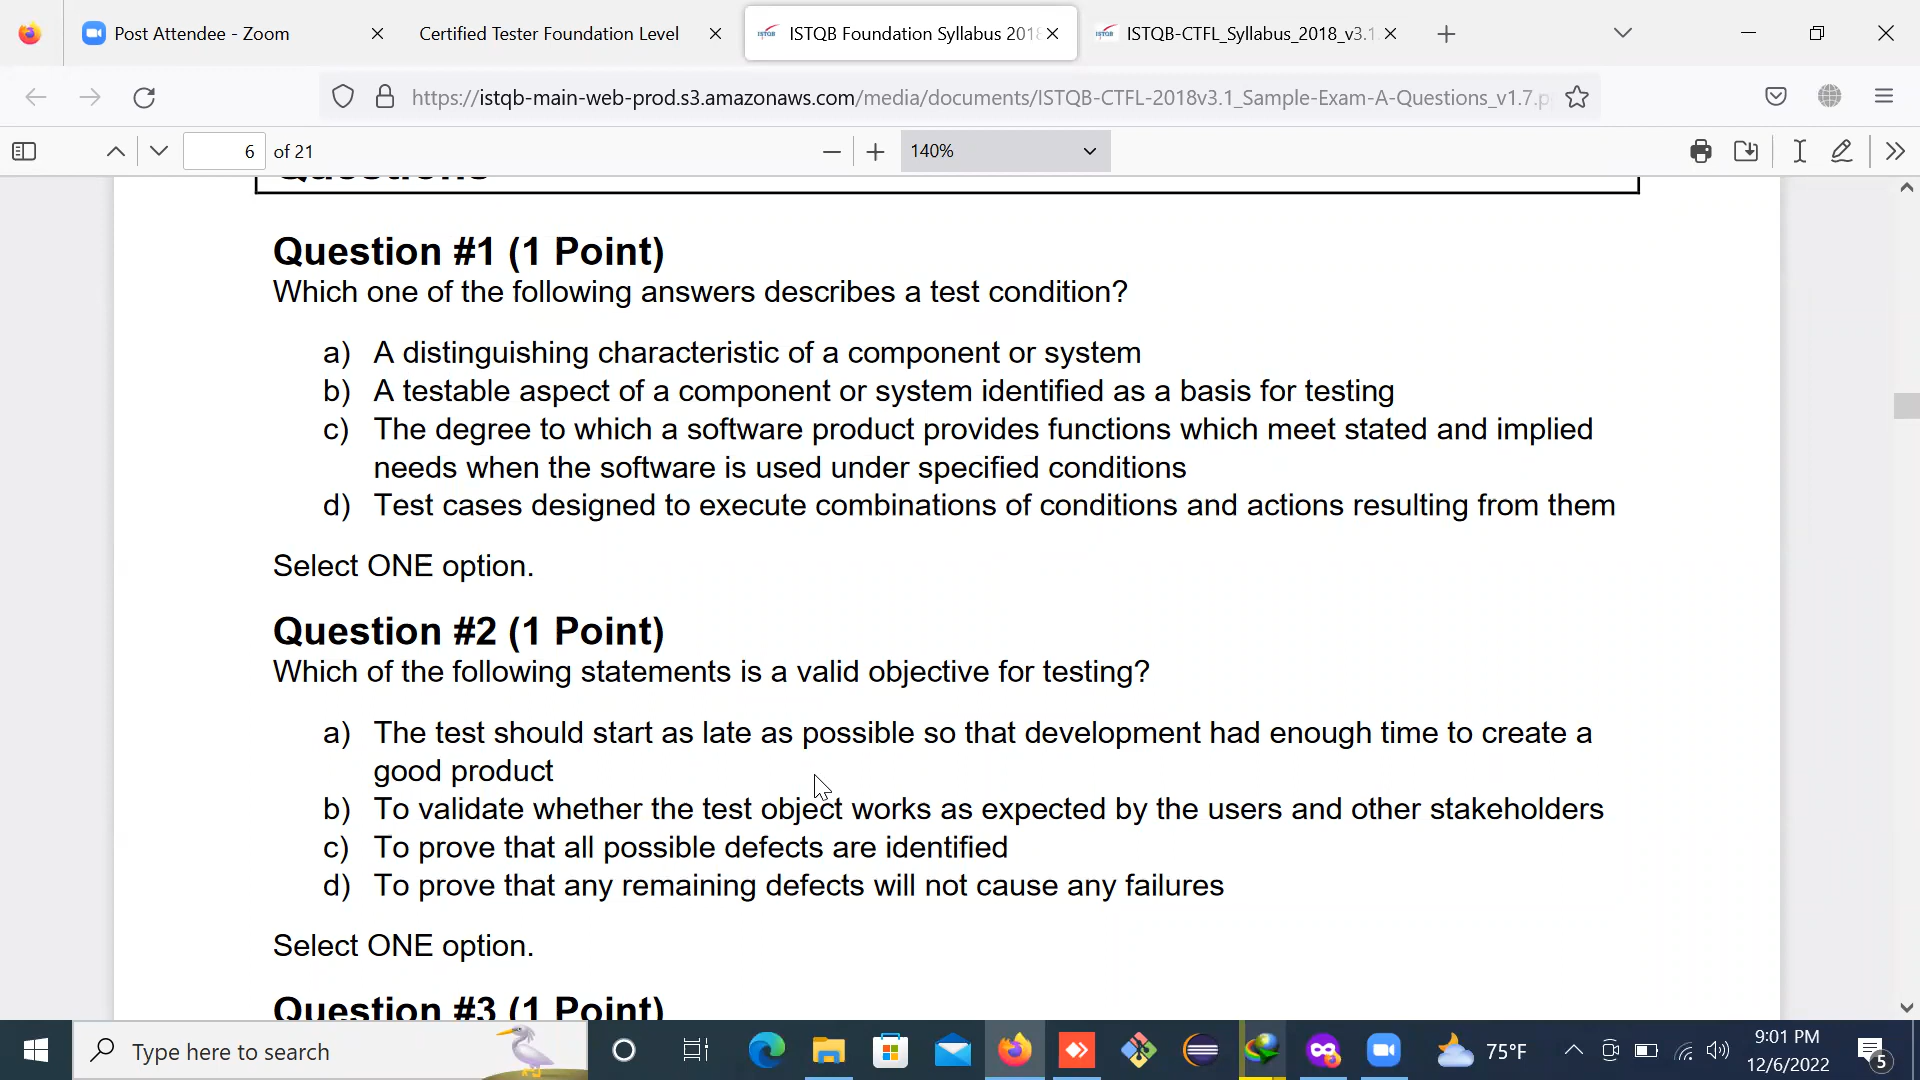 Post Attendee - Zoom
Certified Tester Foundation Level
ISTQB Foundation Syllabus 201
ISTQB-CTFL_Syllabus_2018_v3.1.
https://istqb-main-web-prod.s3.amazonaws.com/media/documents/ISTQB-CTFL-2018v3.1_Sample-Exam-A-Questions_v1.7.p
6 of 21
140%
Questions
Question #1 (1 Point)
Which one of the following answers describes a test condition?
a) A distinguishing characteristic of a component or system
b) A testable aspect of a component or system identified as a basis for testing
c) The degree to which a software product provides functions which meet stated and implied
needs when the software is used under specified conditions
d) Test cases designed to execute combinations of conditions and actions resulting from them
Select ONE option.
Question #2 (1 Point)
Which of the following statements is a valid objective for testing?
a) The test should start as late as possible so that development had enough time to create a
good product
b) To validate whether the test object works as expected by the users and other stakeholders
c) To prove that all possible defects are identified
d) To prove that any remaining defects will not cause any failures
Select ONE option.
Question #3 (1 Point)
Type here to search
75°F
9:01 PM
12/6/2022
5